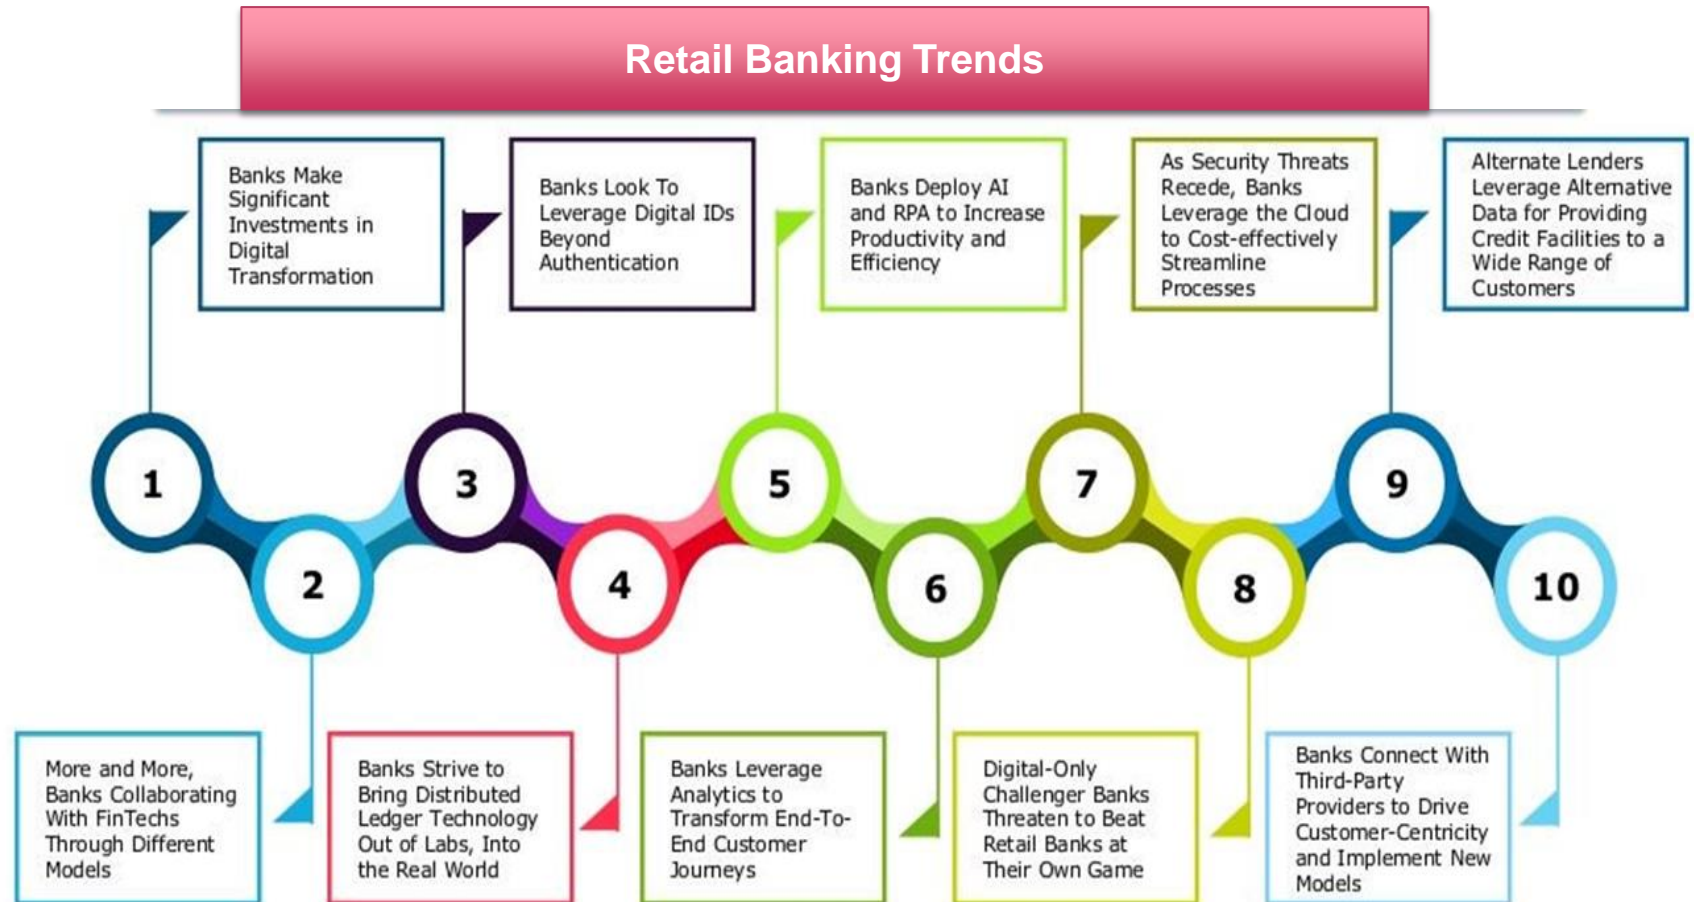 Retail Banking Trends
Banks Make
Significant
Investments in
Digital
Transformation
Banks Look To
Leverage Digital IDs
Beyond
Authentication
Banks Deploy AI
and RPA to Increase
Productivity and
Efficiency
As Security Threats
Recede, Banks
Leverage the Cloud
to Cost-effectively
Streamline
Processes
Alternate Lenders
Leverage Alternative
Data for Providing
Credit Facilities to a
Wide Range of
Customers
1
2
3
4
5
6
7
8
9
10
More and More,
Banks Collaborating
With FinTechs
Through Different
Models
Banks Strive to
Bring Distributed
Ledger Technology
Out of Labs, Into
the Real World
Banks Leverage
Analytics to
Transform End-To-
End Customer
Journeys
Digital-Only
Challenger Banks
Threaten to Beat
Retail Banks at
Their Own Game
Banks Connect With
Third-Party
Providers to Drive
Customer-Centricity
and Implement New
Models